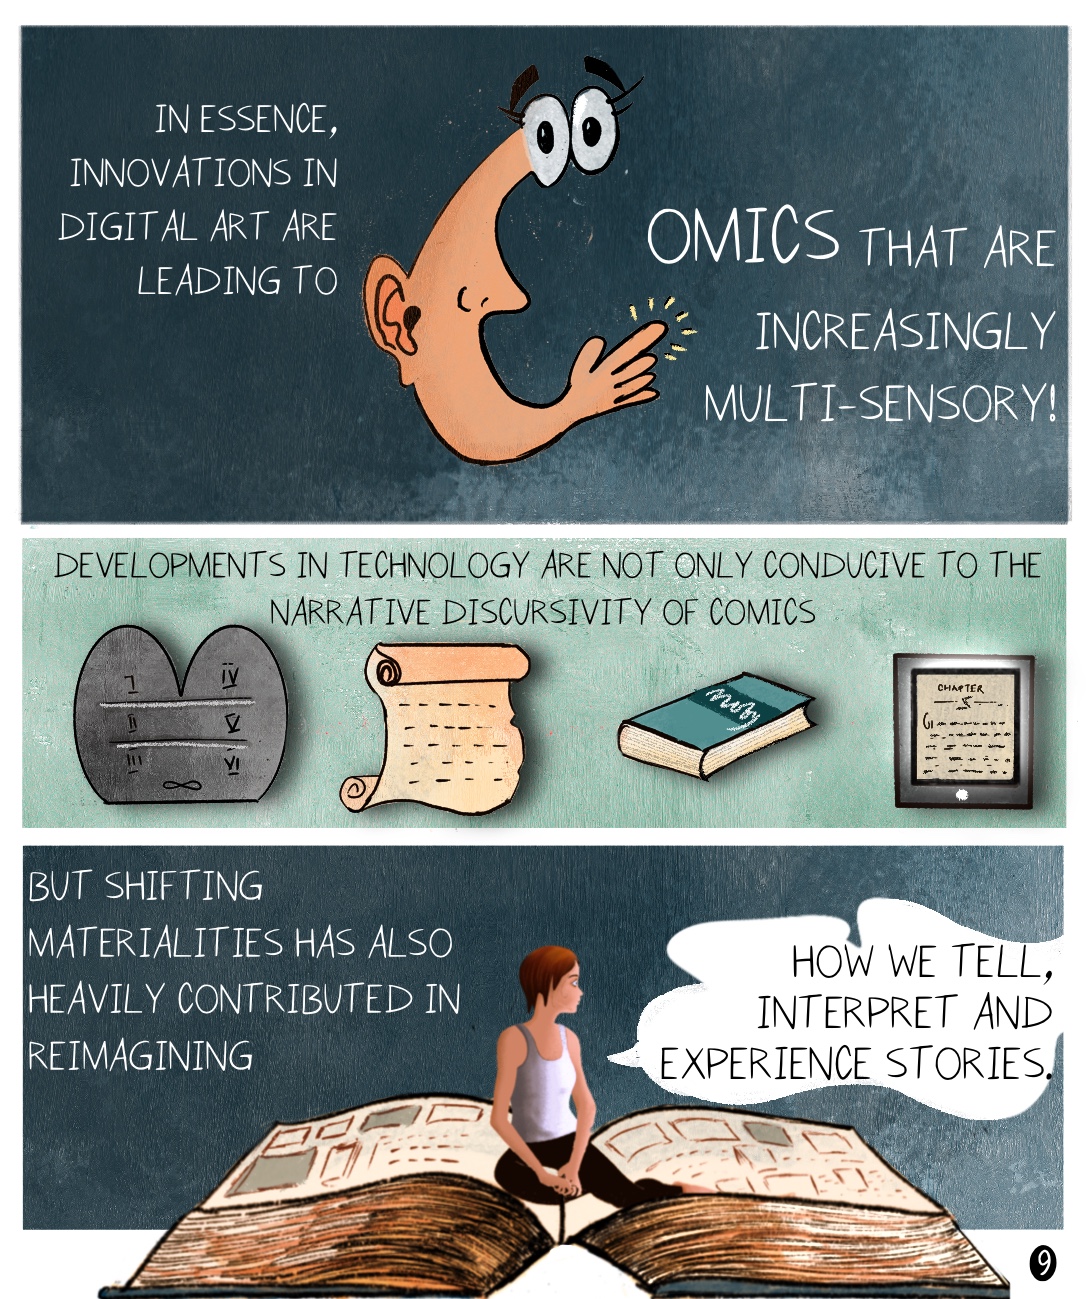 IN ESSENCE,
INNOVATIONS IN
DIGITAL ART ARE
LEADING TO
OMICS THAT ARE
INCREASINGLY
MULTI-SENSORY!
DEVELOPMENTS IN TECHNOLOGY ARE NOT ONLY CONDUCIVE TO THE
NARRATIVE DISCURSIVITY OF COMICS
I IV
II V
III VI
CHAPTER
5
BUT SHIFTING
MATERIALITIES HAS ALSO
HEAVILY CONTRIBUTED IN
REIMAGINING
HOW WE TELL,
INTERPRET AND
EXPERIENCE STORIES.
9